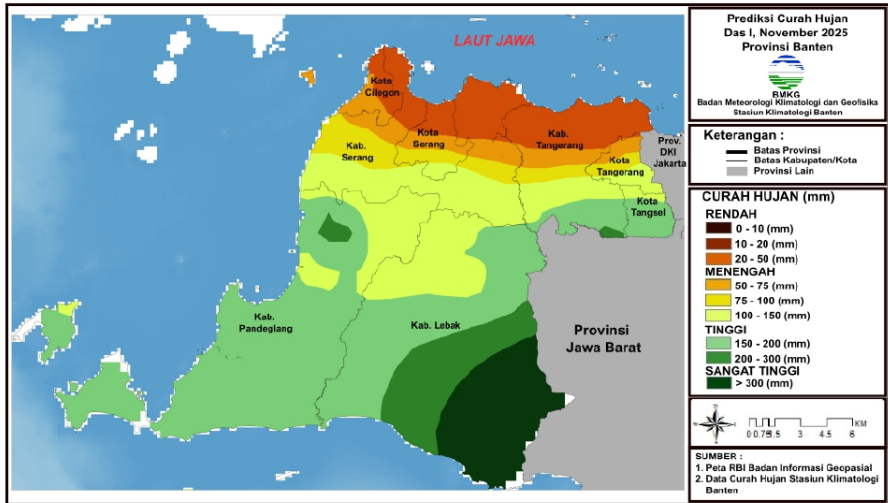 LAUT JAWA
Kota
Cilegon
Kota
Serang
Kab.
Serang
Kab.
Tangerang
Prov.
DKI
Jakarta
Kota
Tangerang
Kota
Tangsel
Kab.
Pandeglang
Kab. Lebak
Provinsi
Jawa Barat
Prediksi Curah Hujan
Das I, November 2025
Provinsi Banten
BMKG
Badan Meteorologi Klimatologi dan Geofisika
Stasiun Klimatologi Banten
Keterangan :
Batas Provinsi
Batas Kabupaten/Kota
Provinsi Lain
CURAH HUJAN (mm)
RENDAH
0 - 10 (mm)
10 - 20 (mm)
20 - 50 (mm)
MENENGAH
50 - 75 (mm)
75 - 100 (mm)
100 - 150 (mm)
TINGGI
150 - 200 (mm)
200 - 300 (mm)
SANGAT TINGGI
> 300 (mm)
KM
3 4.5 6
SUMBER :
1. Peta RBI Badan Informasi Geopasial
2. Data Curah Hujan Stasiun Klimatologi
Banten